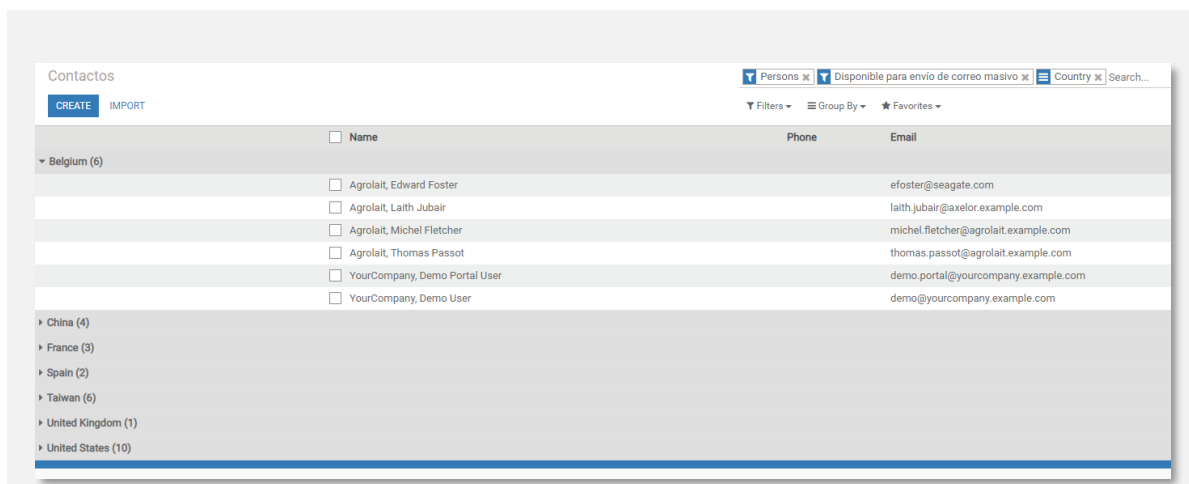 Contactos
Persons Disponible para envío de correo masivo Country Search...
CREATE IMPORT
Filters Group By Favorites
Name Phone Email
Belgium (6)
Agrolait, Edward Foster efoster@seagate.com
Agrolait, Laith Jubair laith.jubair@axelor.example.com
Agrolait, Michel Fletcher michel.fletcher@agrolait.example.com
Agrolait, Thomas Passot thomas.passot@agrolait.example.com
YourCompany, Demo Portal User demo.portal@yourcompany.example.com
YourCompany, Demo User demo@yourcompany.example.com
China (4)
France (3)
Spain (2)
Taiwan (6)
United Kingdom (1)
United States (10)